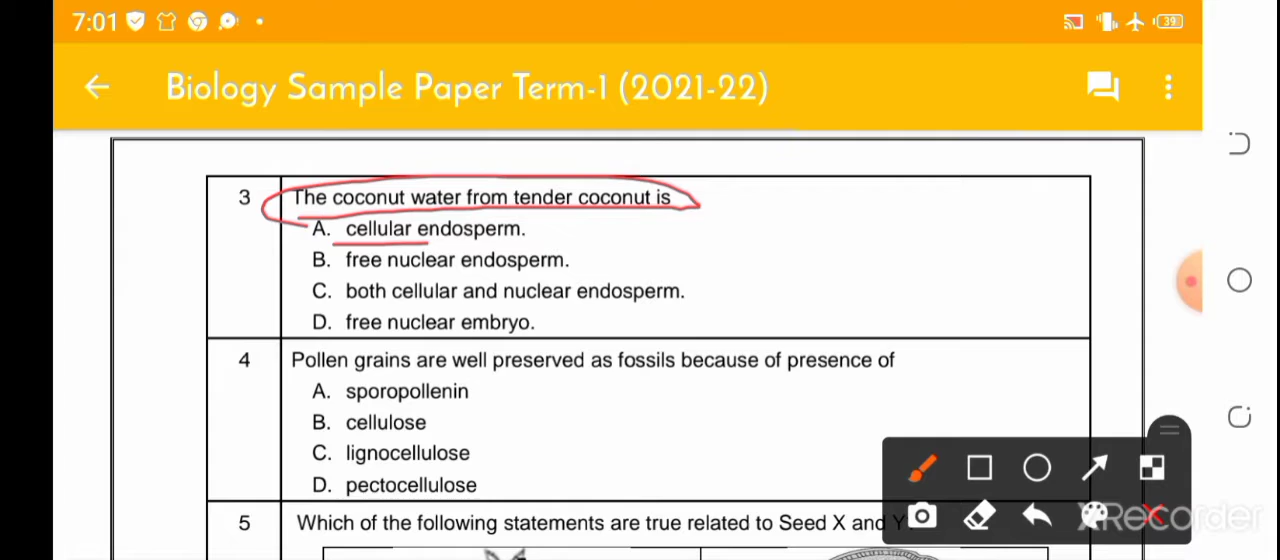 7:01
39
Biology Sample Paper Term-1 (2021-22)
3
The coconut water from tender coconut is
A. cellular endosperm.
B. free nuclear endosperm.
C. both cellular and nuclear endosperm.
D. free nuclear embryo.
4
Pollen grains are well preserved as fossils because of presence of
A. sporopollenin
B. cellulose
C. lignocellulose
D. pectocellulose
5
Which of the following statements are true related to Seed X and Y
XRecorder